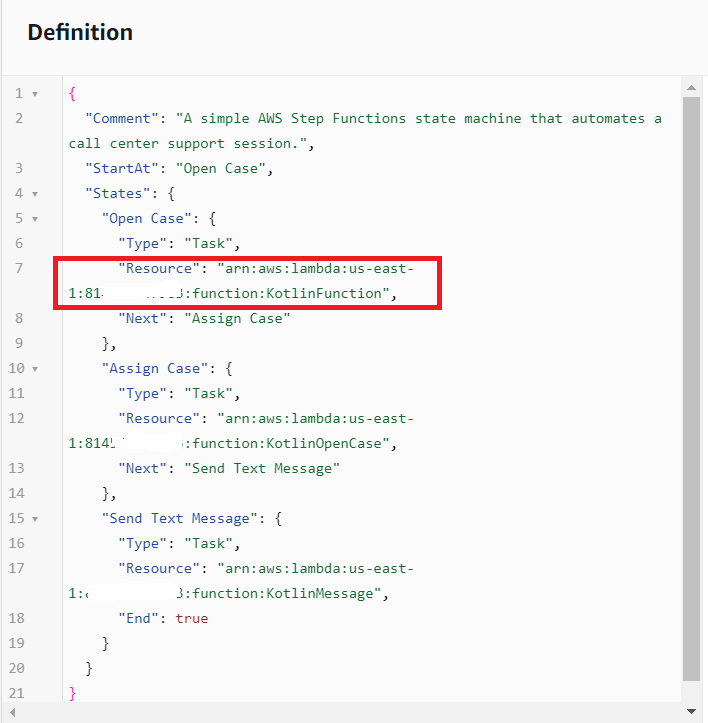 Definition
1 {
2 "Comment": "A simple AWS Step Functions state machine that automates a
call center support session.",
3 "StartAt": "Open Case",
4 "States": {
5 "Open Case": {
6 "Type": "Task",
7 "Resource": "arn:aws:lambda:us-east-
1:814 :function:KotlinFunction",
8 "Next": "Assign Case"
9 },
10 "Assign Case": {
11 "Type": "Task",
12 "Resource": "arn:aws:lambda:us-east-
1:8145 :function:KotlinOpenCase",
13 "Next": "Send Text Message"
14 },
15 "Send Text Message": {
16 "Type": "Task",
17 "Resource": "arn:aws:lambda:us-east-
1: 3:function:KotlinMessage",
18 "End": true
19 }
20 }
21 }